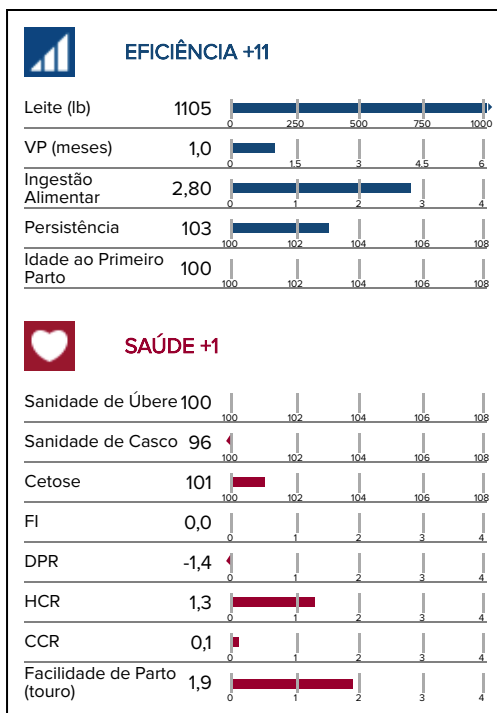 EFICIÊNCIA +11
Leite (lb) 1105
0 250 500 750 1000
VP (meses) 1,0
0 1.5 3 4.5 6
Ingestão
Alimentar 2,80
0 1 2 3 4
Persistência 103
100 102 104 106 108
Idade ao Primeiro
Parto 100
100 102 104 106 108
SAÚDE +1
Sanidade de Úbere 100
100 102 104 106 108
Sanidade de Casco 96
100 102 104 106 108
Cetose 101
100 102 104 106 108
FI 0,0
0 1 2 3 4
DPR -1,4
0 1 2 3 4
HCR 1,3
0 1 2 3 4
CCR 0,1
0 1 2 3 4
Facilidade de Parto
(touro) 1,9
0 1 2 3 4